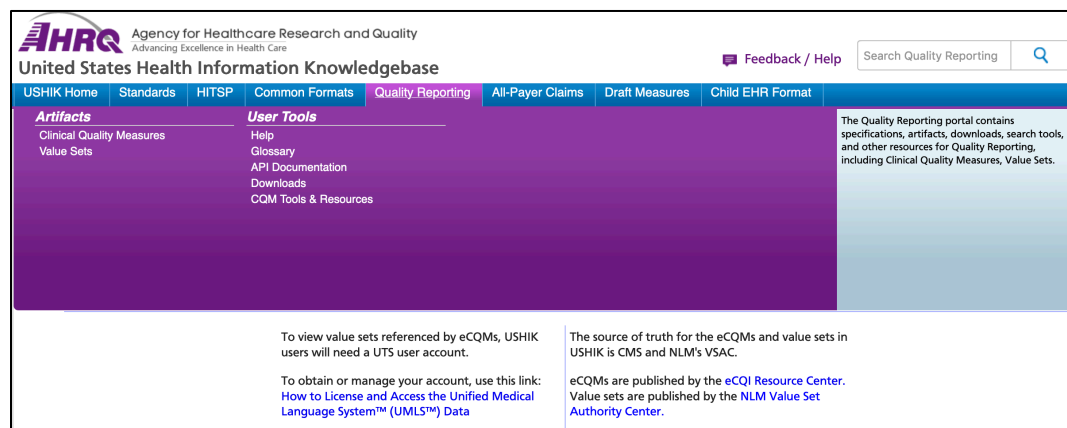 AHRQ
Agency for Healthcare Research and Quality
Advancing Excellence in Health Care
United States Health Information Knowledgebase
Feedback / Help
Search Quality Reporting
USHIK Home
Standards
HITSP
Common Formats
Quality Reporting
All-Payer Claims
Draft Measures
Child EHR Format
Artifacts
Clinical Quality Measures
Value Sets
User Tools
Help
Glossary
API Documentation
Downloads
CQM Tools & Resources
The Quality Reporting portal contains
specifications, artifacts, downloads, search tools,
and other resources for Quality Reporting,
including Clinical Quality Measures, Value Sets.
To view value sets referenced by eCQMs, USHIK
users will need a UTS user account.
To obtain or manage your account, use this link:
How to License and Access the Unified Medical
Language System™ (UMLS™) Data
The source of truth for the eCQMs and value sets in
USHIK is CMS and NLM's VSAC.
eCQMs are published by the eCQI Resource Center.
Value sets are published by the NLM Value Set
Authority Center.